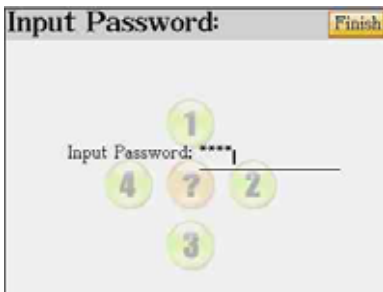 Input Password:
Finish
1
Input Password: ****
4 ? 2
3